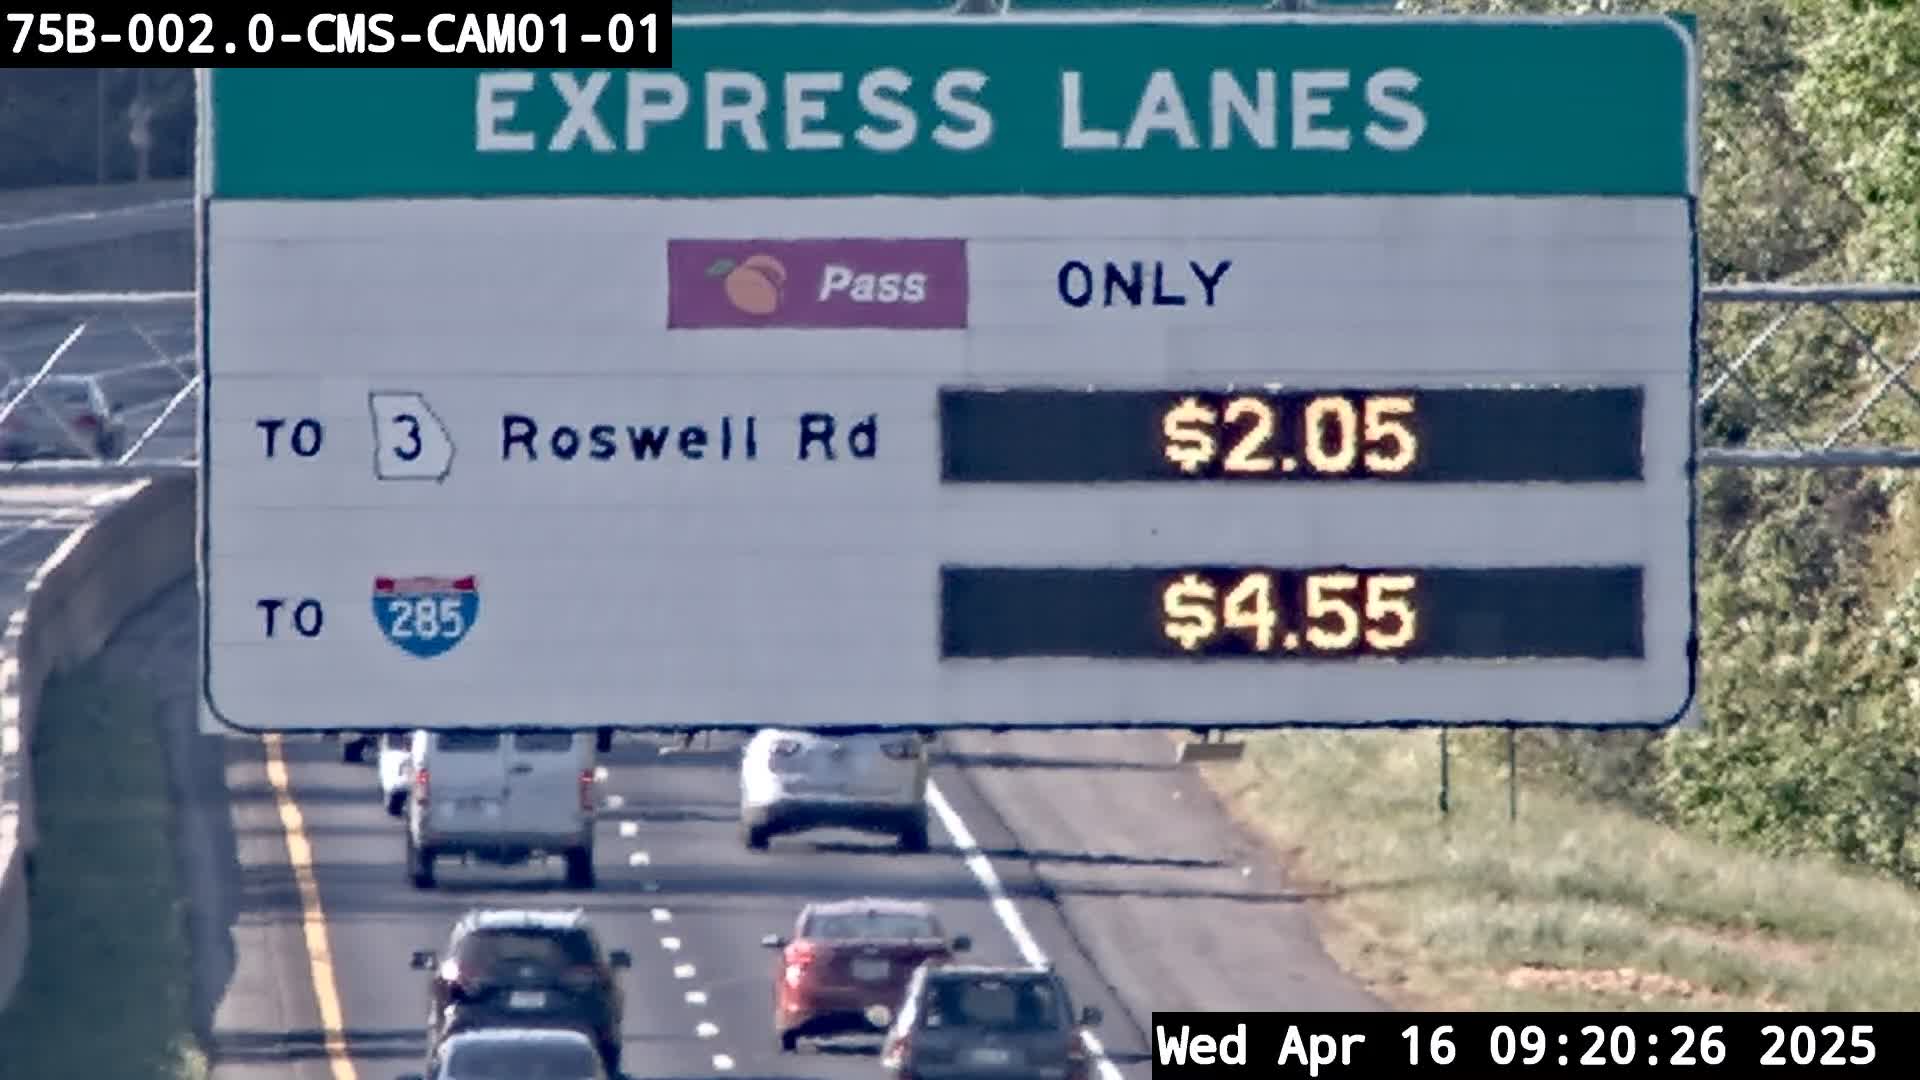 75B-002.0-CMS-CAM01-01
EXPRESS LANES
Pass ONLY
TO 3 Roswell Rd $2.05
TO 285 $4.55
Wed Apr 16 09:20:26 2025